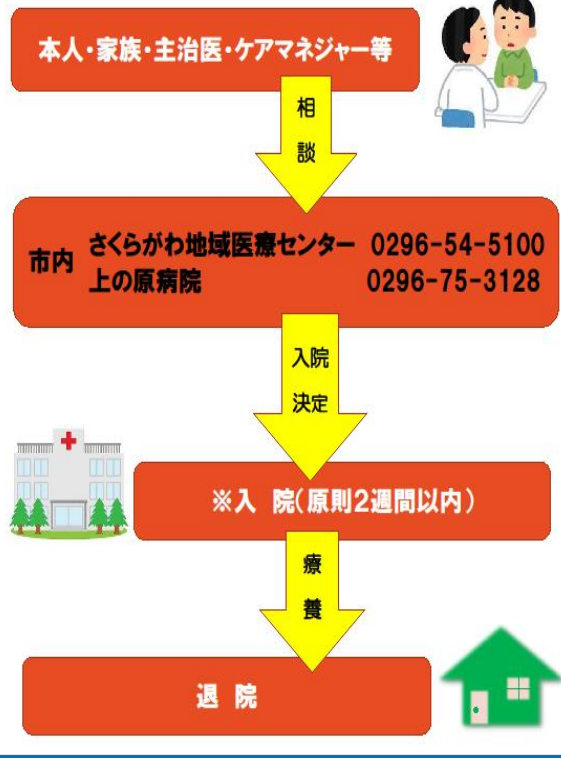 本人・家族・主治医・ケアマネジャー等
相
談
市内
さくらがわ地域医療センター 0296-54-5100
上の原病院 0296-75-3128
入院
決定
※入 院(原則2週間以内)
療
養
退 院